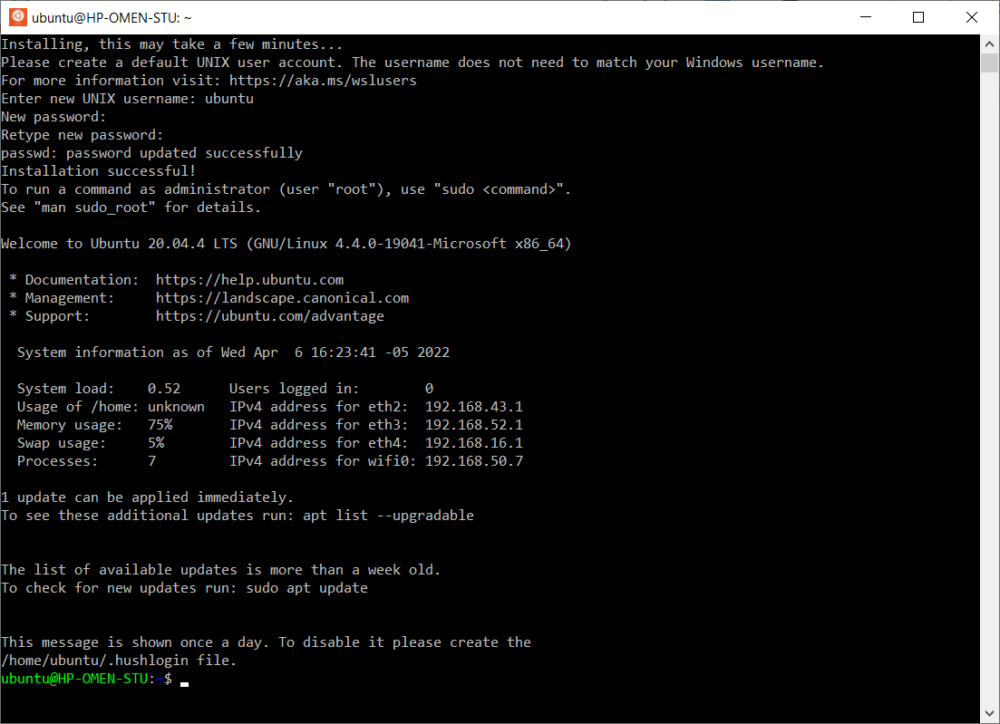 ubuntu@HP-OMEN-STU: ~
Installing, this may take a few minutes...
Please create a default UNIX user account. The username does not need to match your Windows username.
For more information visit: https://aka.ms/wslusers
Enter new UNIX username: ubuntu
New password:
Retype new password:
passwd: password updated successfully
Installation successful!
To run a command as administrator (user "root"), use "sudo <command>".
See "man sudo_root" for details.
Welcome to Ubuntu 20.04.4 LTS (GNU/Linux 4.4.0-19041-Microsoft x86_64)
 * Documentation:  https://help.ubuntu.com
 * Management:     https://landscape.canonical.com
 * Support:        https://ubuntu.com/advantage
  System information as of Wed Apr  6 16:23:41 -05 2022
  System load:    0.52      Users logged in:        0
  Usage of /home: unknown   IPv4 address for eth2:  192.168.43.1
  Memory usage:   75%       IPv4 address for eth3:  192.168.52.1
  Swap usage:     5%        IPv4 address for eth4:  192.168.16.1
  Processes:      7         IPv4 address for wifi0: 192.168.50.7
1 update can be applied immediately.
To see these additional updates run: apt list --upgradable
The list of available updates is more than a week old.
To check for new updates run: sudo apt update
This message is shown once a day. To disable it please create the
/home/ubuntu/.hushlogin file.
ubuntu@HP-OMEN-STU:~$